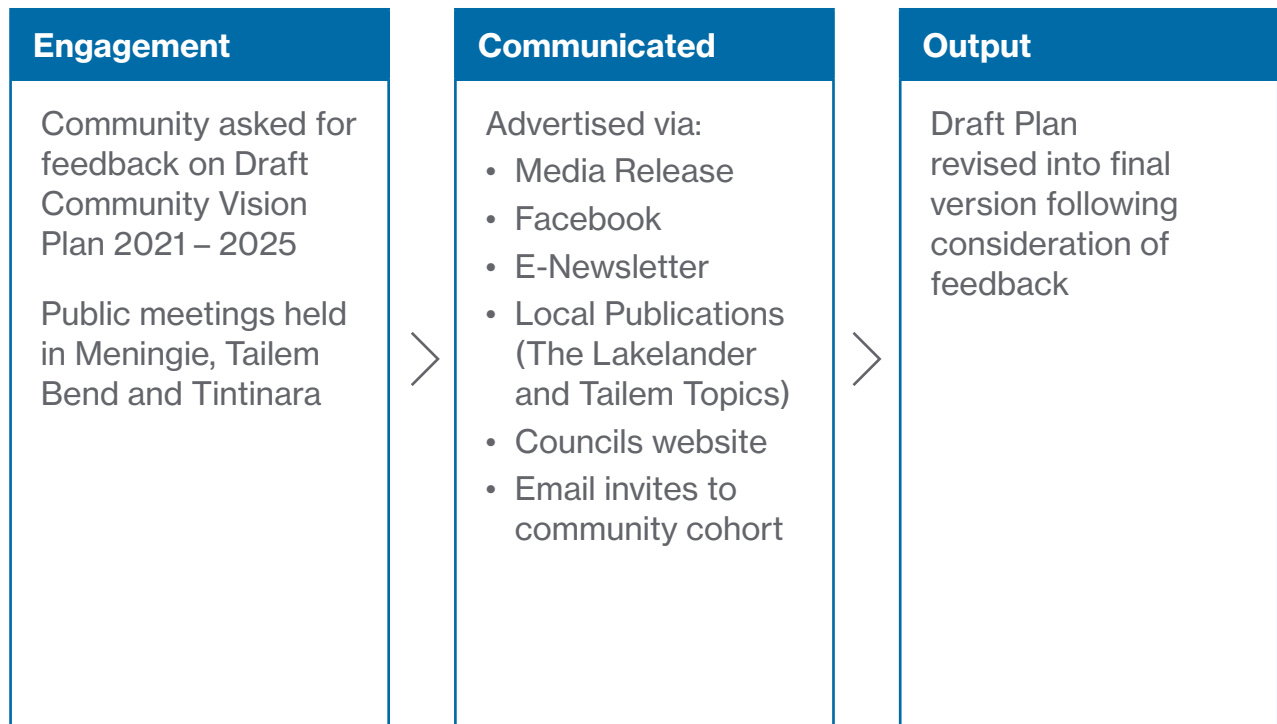 Engagement
Community asked for
feedback on Draft
Community Vision
Plan 2021 – 2025
Public meetings held
in Meningie, Tailem
Bend and Tintinara
Communicated
Advertised via:
• Media Release
• Facebook
• E-Newsletter
• Local Publications
(The Lakelander
and Tailem Topics)
• Councils website
• Email invites to
community cohort
Output
Draft Plan
revised into final
version following
consideration of
feedback